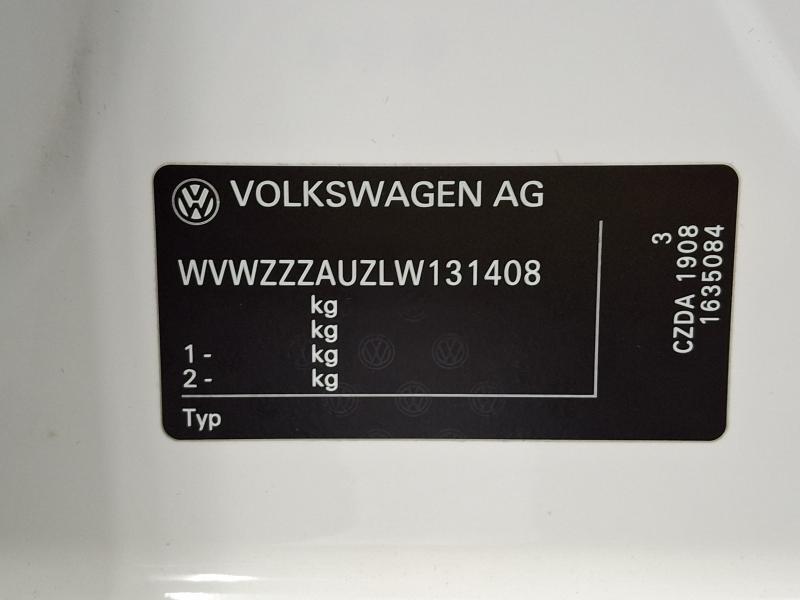 VOLKSWAGEN AG
WVWZZZAUZLW131408
kg
kg
1 - kg
2 - kg
Typ
3
CZDA 1908
1635084